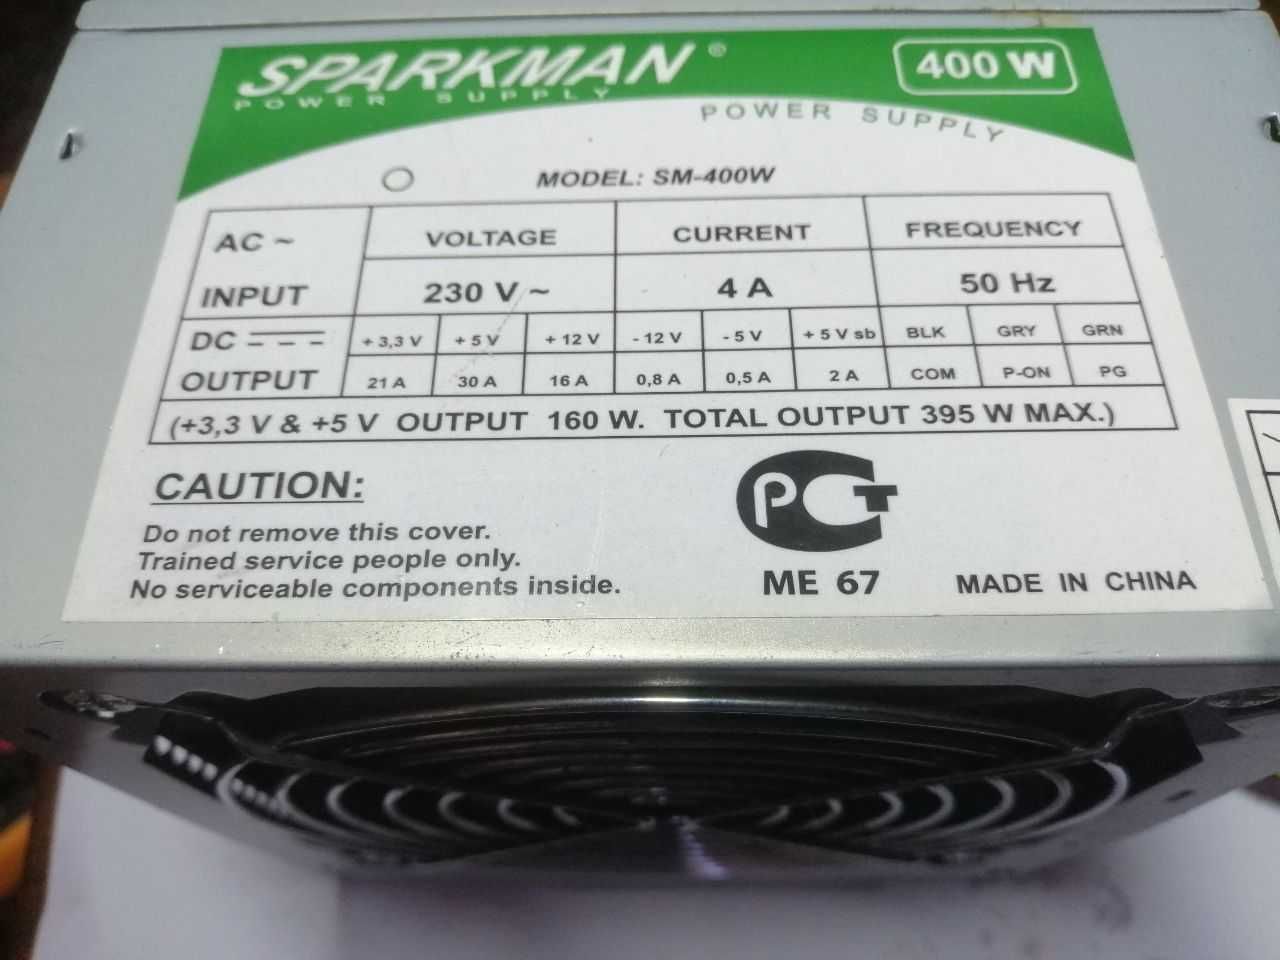 SPARKMAN ®
POWER SUPPLY
400 W
POWER SUPPLY
MODEL: SM-400W
AC ~ INPUT VOLTAGE CURRENT FREQUENCY
230 V ~ 4 A 50 Hz
DC OUTPUT + 3,3 V + 5 V + 12 V - 12 V - 5 V + 5 V sb BLK GRY GRN
21 A 30 A 16 A 0,8 A 0,5 A 2 A COM P-ON PG
(+3,3 V & +5 V OUTPUT 160 W. TOTAL OUTPUT 395 W MAX.)
CAUTION:
Do not remove this cover.
Trained service people only.
No serviceable components inside.
РСТ
ME 67
MADE IN CHINA